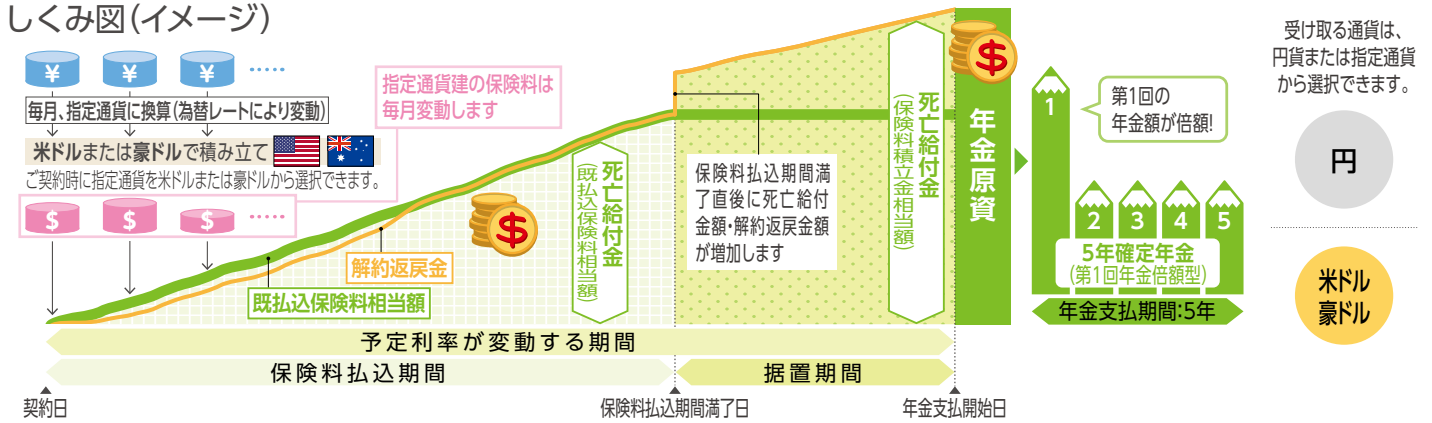 しくみ図(イメージ)
¥ ¥ ¥ ……
毎月、指定通貨に換算(為替レートにより変動)
米ドルまたは豪ドルで積み立て
ご契約時に指定通貨を米ドルまたは豪ドルから選択できます。
$ $ $ ……
指定通貨建の保険料は
毎月変動します
解約返戻金
既払込保険料相当額
$
死亡給付金
(既払込保険料相当額)
保険料払込期間満
了直後に死亡給付
金額・解約返戻金額
が増加します
死亡給付金
(保険料積立金相当額)
$
年金原資
1
第1回の
年金額が倍額!
2 3 4 5
5年確定年金
(第1回年金倍額型)
年金支払期間:5年
受け取る通貨は、
円貨または指定通貨
から選択できます。
円
米ドル
豪ドル
予定利率が変動する期間
保険料払込期間
据置期間
契約日
保険料払込期間満了日
年金支払開始日